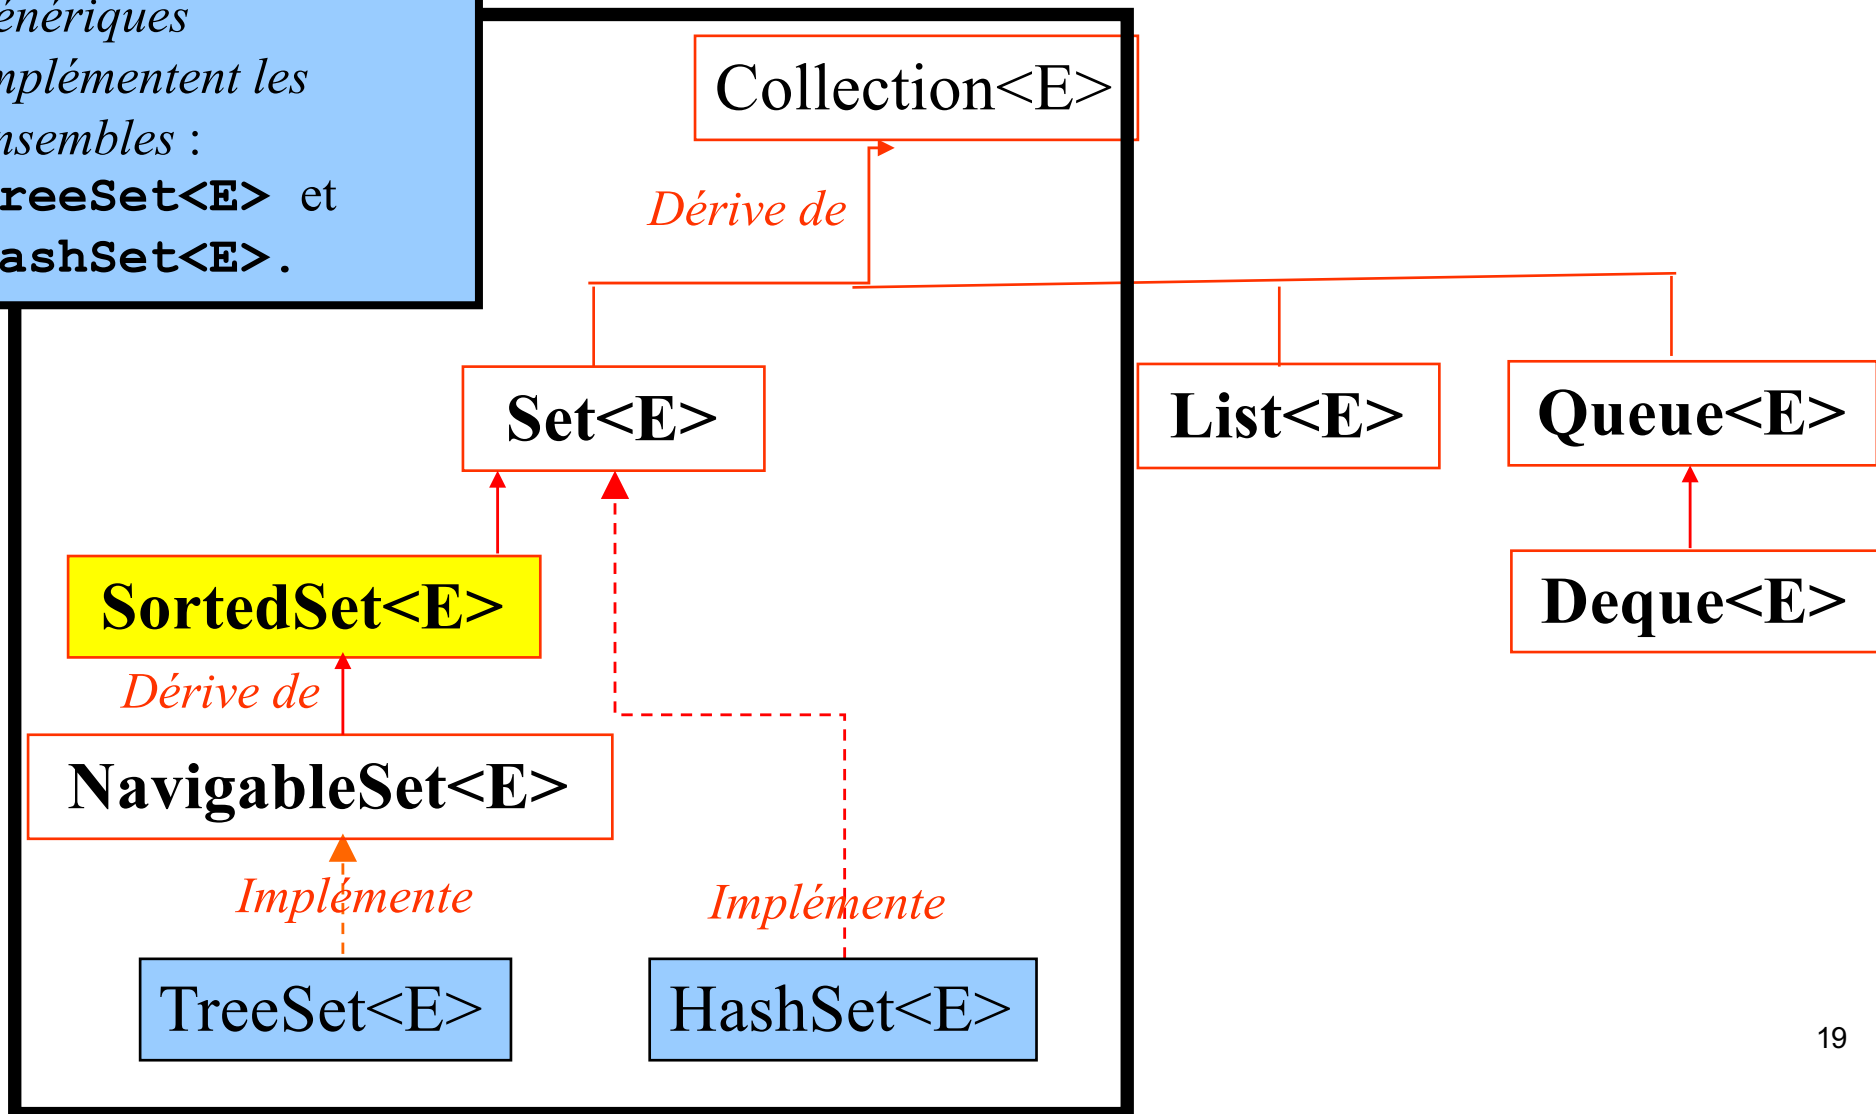 énériques
mplémentent les
nsembles :
reeSet<E> et
ashSet<E>.
Collection<E>
Dérive de
Set<E>
List<E>
Queue<E>
SortedSet<E>
Deque<E>
Dérive de
NavigableSet<E>
Implémente
Implémente
TreeSet<E>
HashSet<E>
19